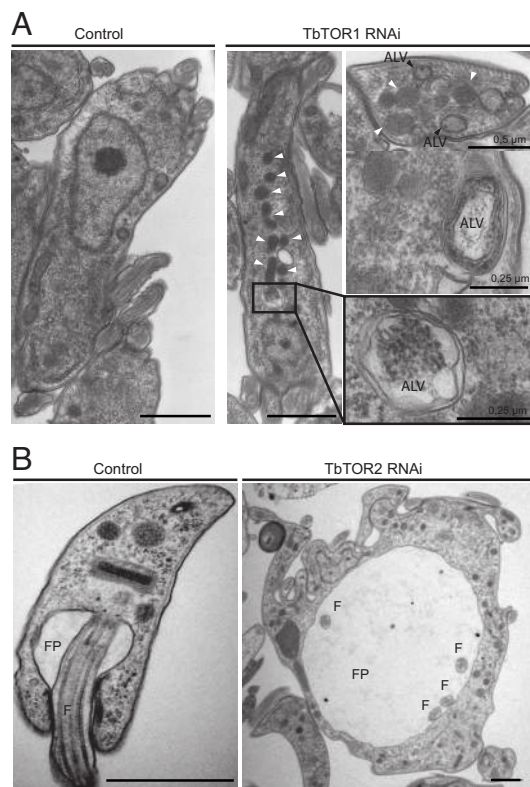 A
Control
TbTOR1 RNAi
ALV
ALV
0,5 µm
ALV
0,25 µm
ALV
0,25 µm
B
Control
TbTOR2 RNAi
FP
F
F
F
FP
F
F